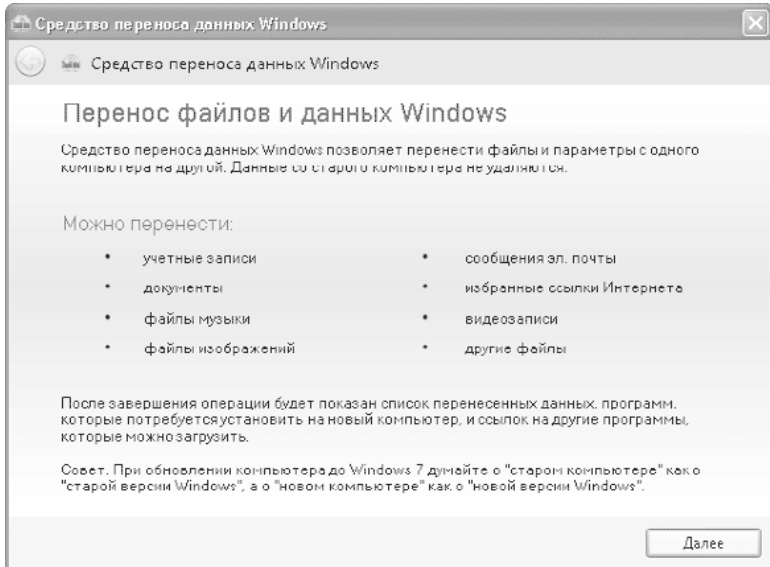 Средство переноса данных Windows
Средство переноса данных Windows
Перенос файлов и данных Windows
Средство переноса данных Windows позволяет перенести файлы и параметры с одного
компьютера на другой. Данные со старого компьютера не удаляются.
Можно перенести:
• учетные записи
• документы
• файлы музыки
• файлы изображений
• сообщения эл. почты
• избранные ссылки Интернета
• видеозаписи
• другие файлы
После завершения операции будет показан список перенесенных данных, программ,
которые потребуется установить на новый компьютер, и ссылок на другие программы,
которые можно загрузить.
Совет. При обновлении компьютера до Windows 7 думайте о "старом компьютере" как о
"старой версии Windows", а о "новом компьютере" как о "новой версии Windows".
Далее